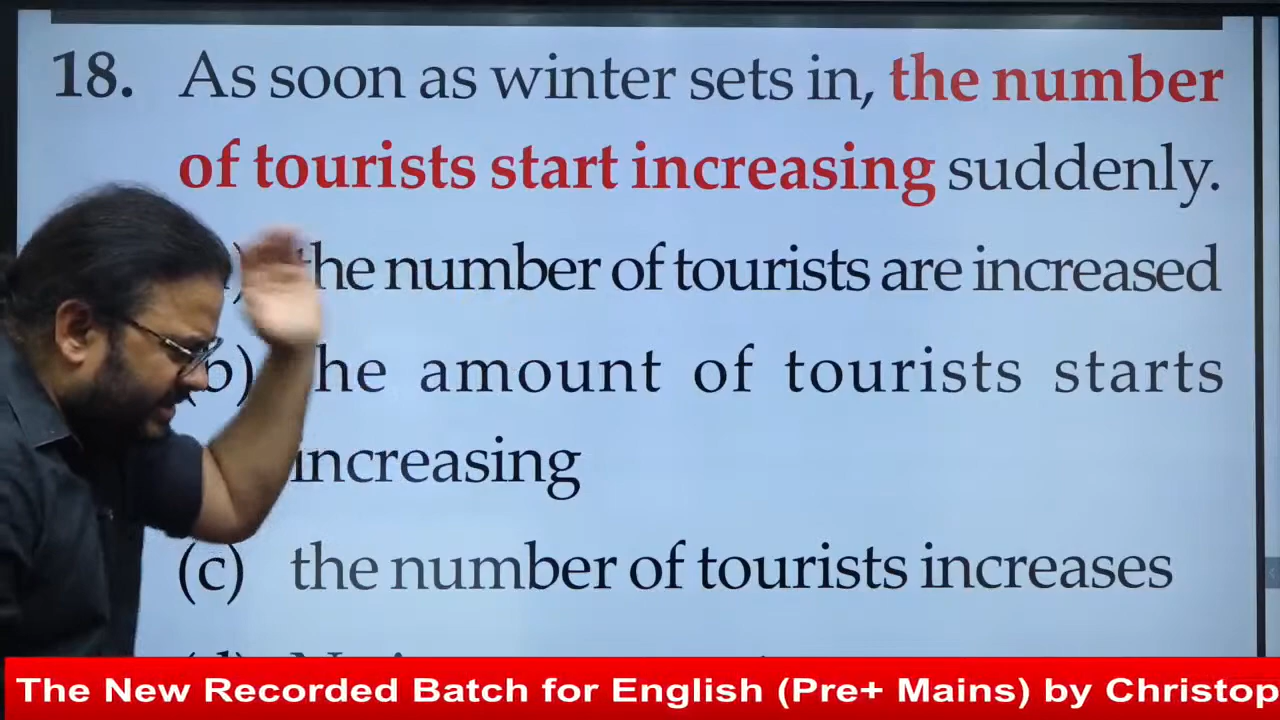 18. As soon as winter sets in, the number
of tourists start increasing suddenly.
the number of tourists are increased
b) the amount of tourists starts
increasing
(c) the number of tourists increases
The New Recorded Batch for English (Pre+ Mains) by Christop